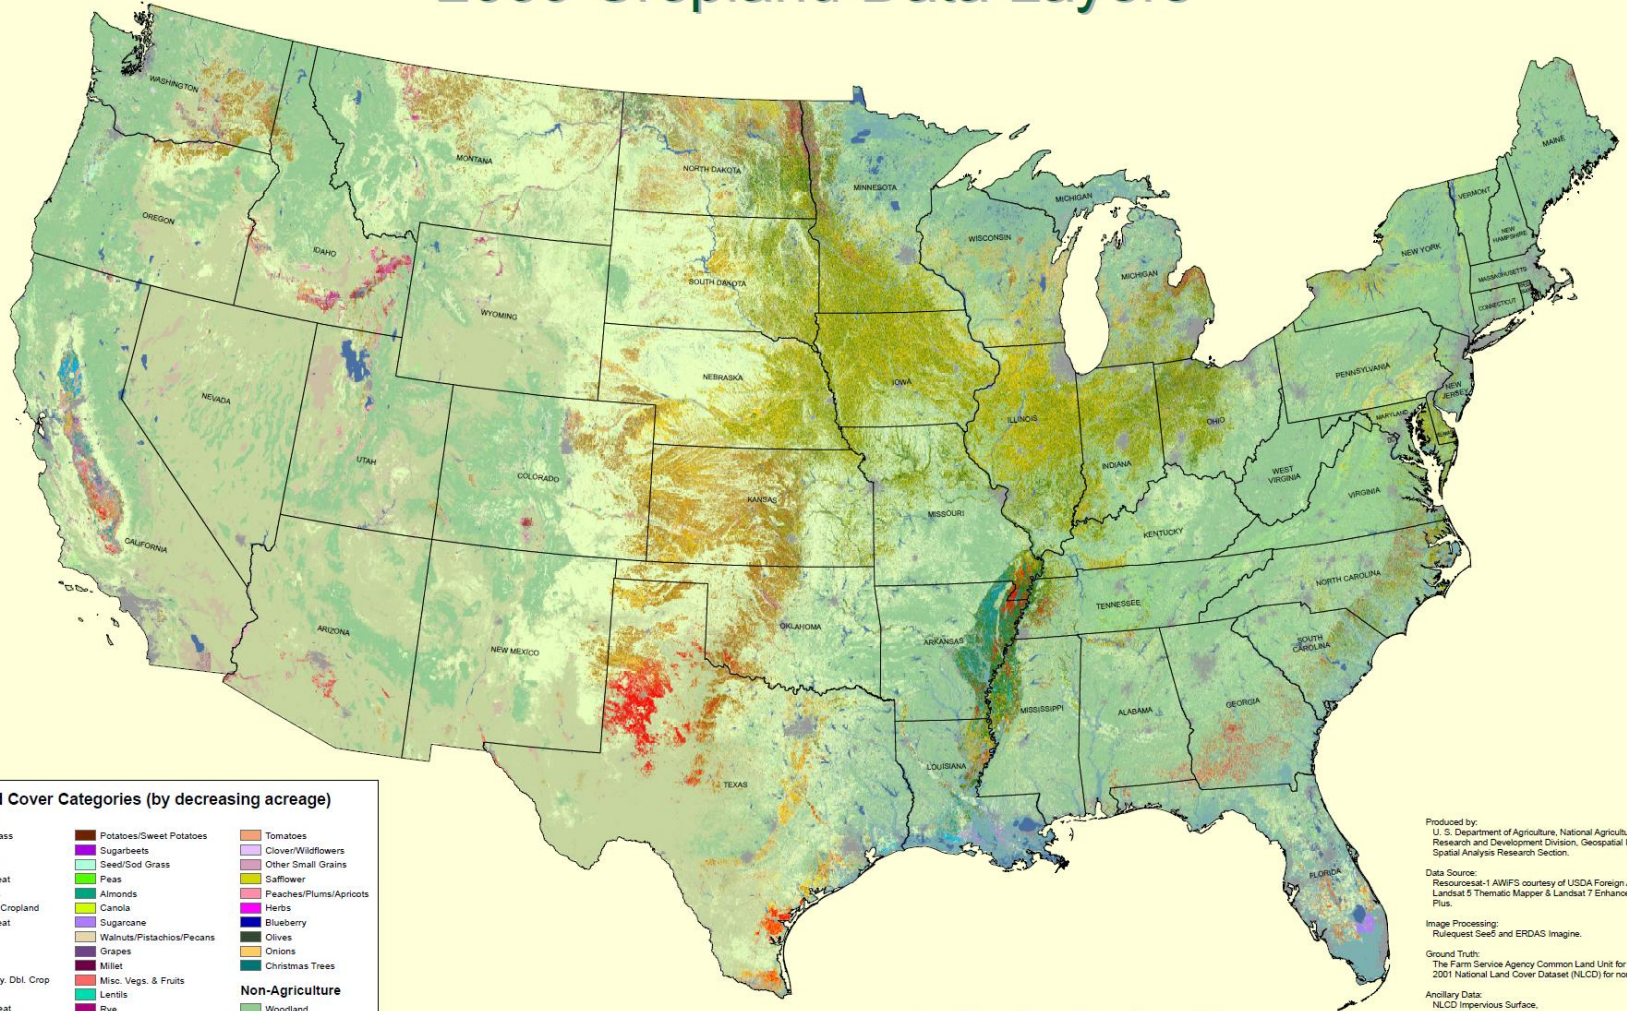 Cropland Data Layers
WASHINGTON
MONTANA
NORTH DAKOTA
MINNESOTA
MICHIGAN
MAINE
VERMONT
NEW HAMPSHIRE
OREGON
IDAHO
WISCONSIN
NEW YORK
SOUTH DAKOTA
MICHIGAN
MASSACHUSETTS
CONNECTICUT
WYOMING
NEBRASKA
IOWA
PENNSYLVANIA
NEW JERSEY
NEVADA
ILLINOIS
OHIO
MARYLAND
UTAH
COLORADO
INDIANA
WEST VIRGINIA
KANSAS
MISSOURI
VIRGINIA
CALIFORNIA
KENTUCKY
NORTH CAROLINA
TENNESSEE
ARIZONA
NEW MEXICO
OKLAHOMA
ARKANSAS
SOUTH CAROLINA
MISSISSIPPI
ALABAMA
GEORGIA
TEXAS
LOUISIANA
FLORIDA
Cover Categories (by decreasing acreage)
Potatoes/Sweet Potatoes
Sugarbeets
Seed/Sod Grass
Peas
Almonds
Cropland
Canola
Sugarcane
Walnuts/Pistachios/Pecans
Grapes
Millet
y. Dbl. Crop
Misc. Vegs. & Fruits
Lentils
Rye
Tomatoes
Clover/Wildflowers
Other Small Grains
Safflower
Peaches/Plums/Apricots
Herbs
Blueberry
Olives
Onions
Christmas Trees
Non-Agriculture
Woodland
Produced by:
U. S. Department of Agriculture, National Agricultu
Research and Development Division, Geospatial
Spatial Analysis Research Section.
Data Source:
Resourcesat-1 AWiFS courtesy of USDA Foreign
Landsat 5 Thematic Mapper & Landsat 7 Enhance
Plus.
Image Processing:
Rulequest See5 and ERDAS Imagine.
Ground Truth:
The Farm Service Agency Common Land Unit for
2001 National Land Cover Dataset (NLCD) for no
Ancillary Data:
NLCD Impervious Surface,